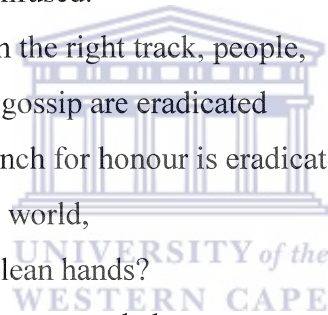 n the right track, people,
gossip are eradicated
nch for honour is eradicat
world,
UNIVERSITY of the
lean hands?
WESTERN CAPE